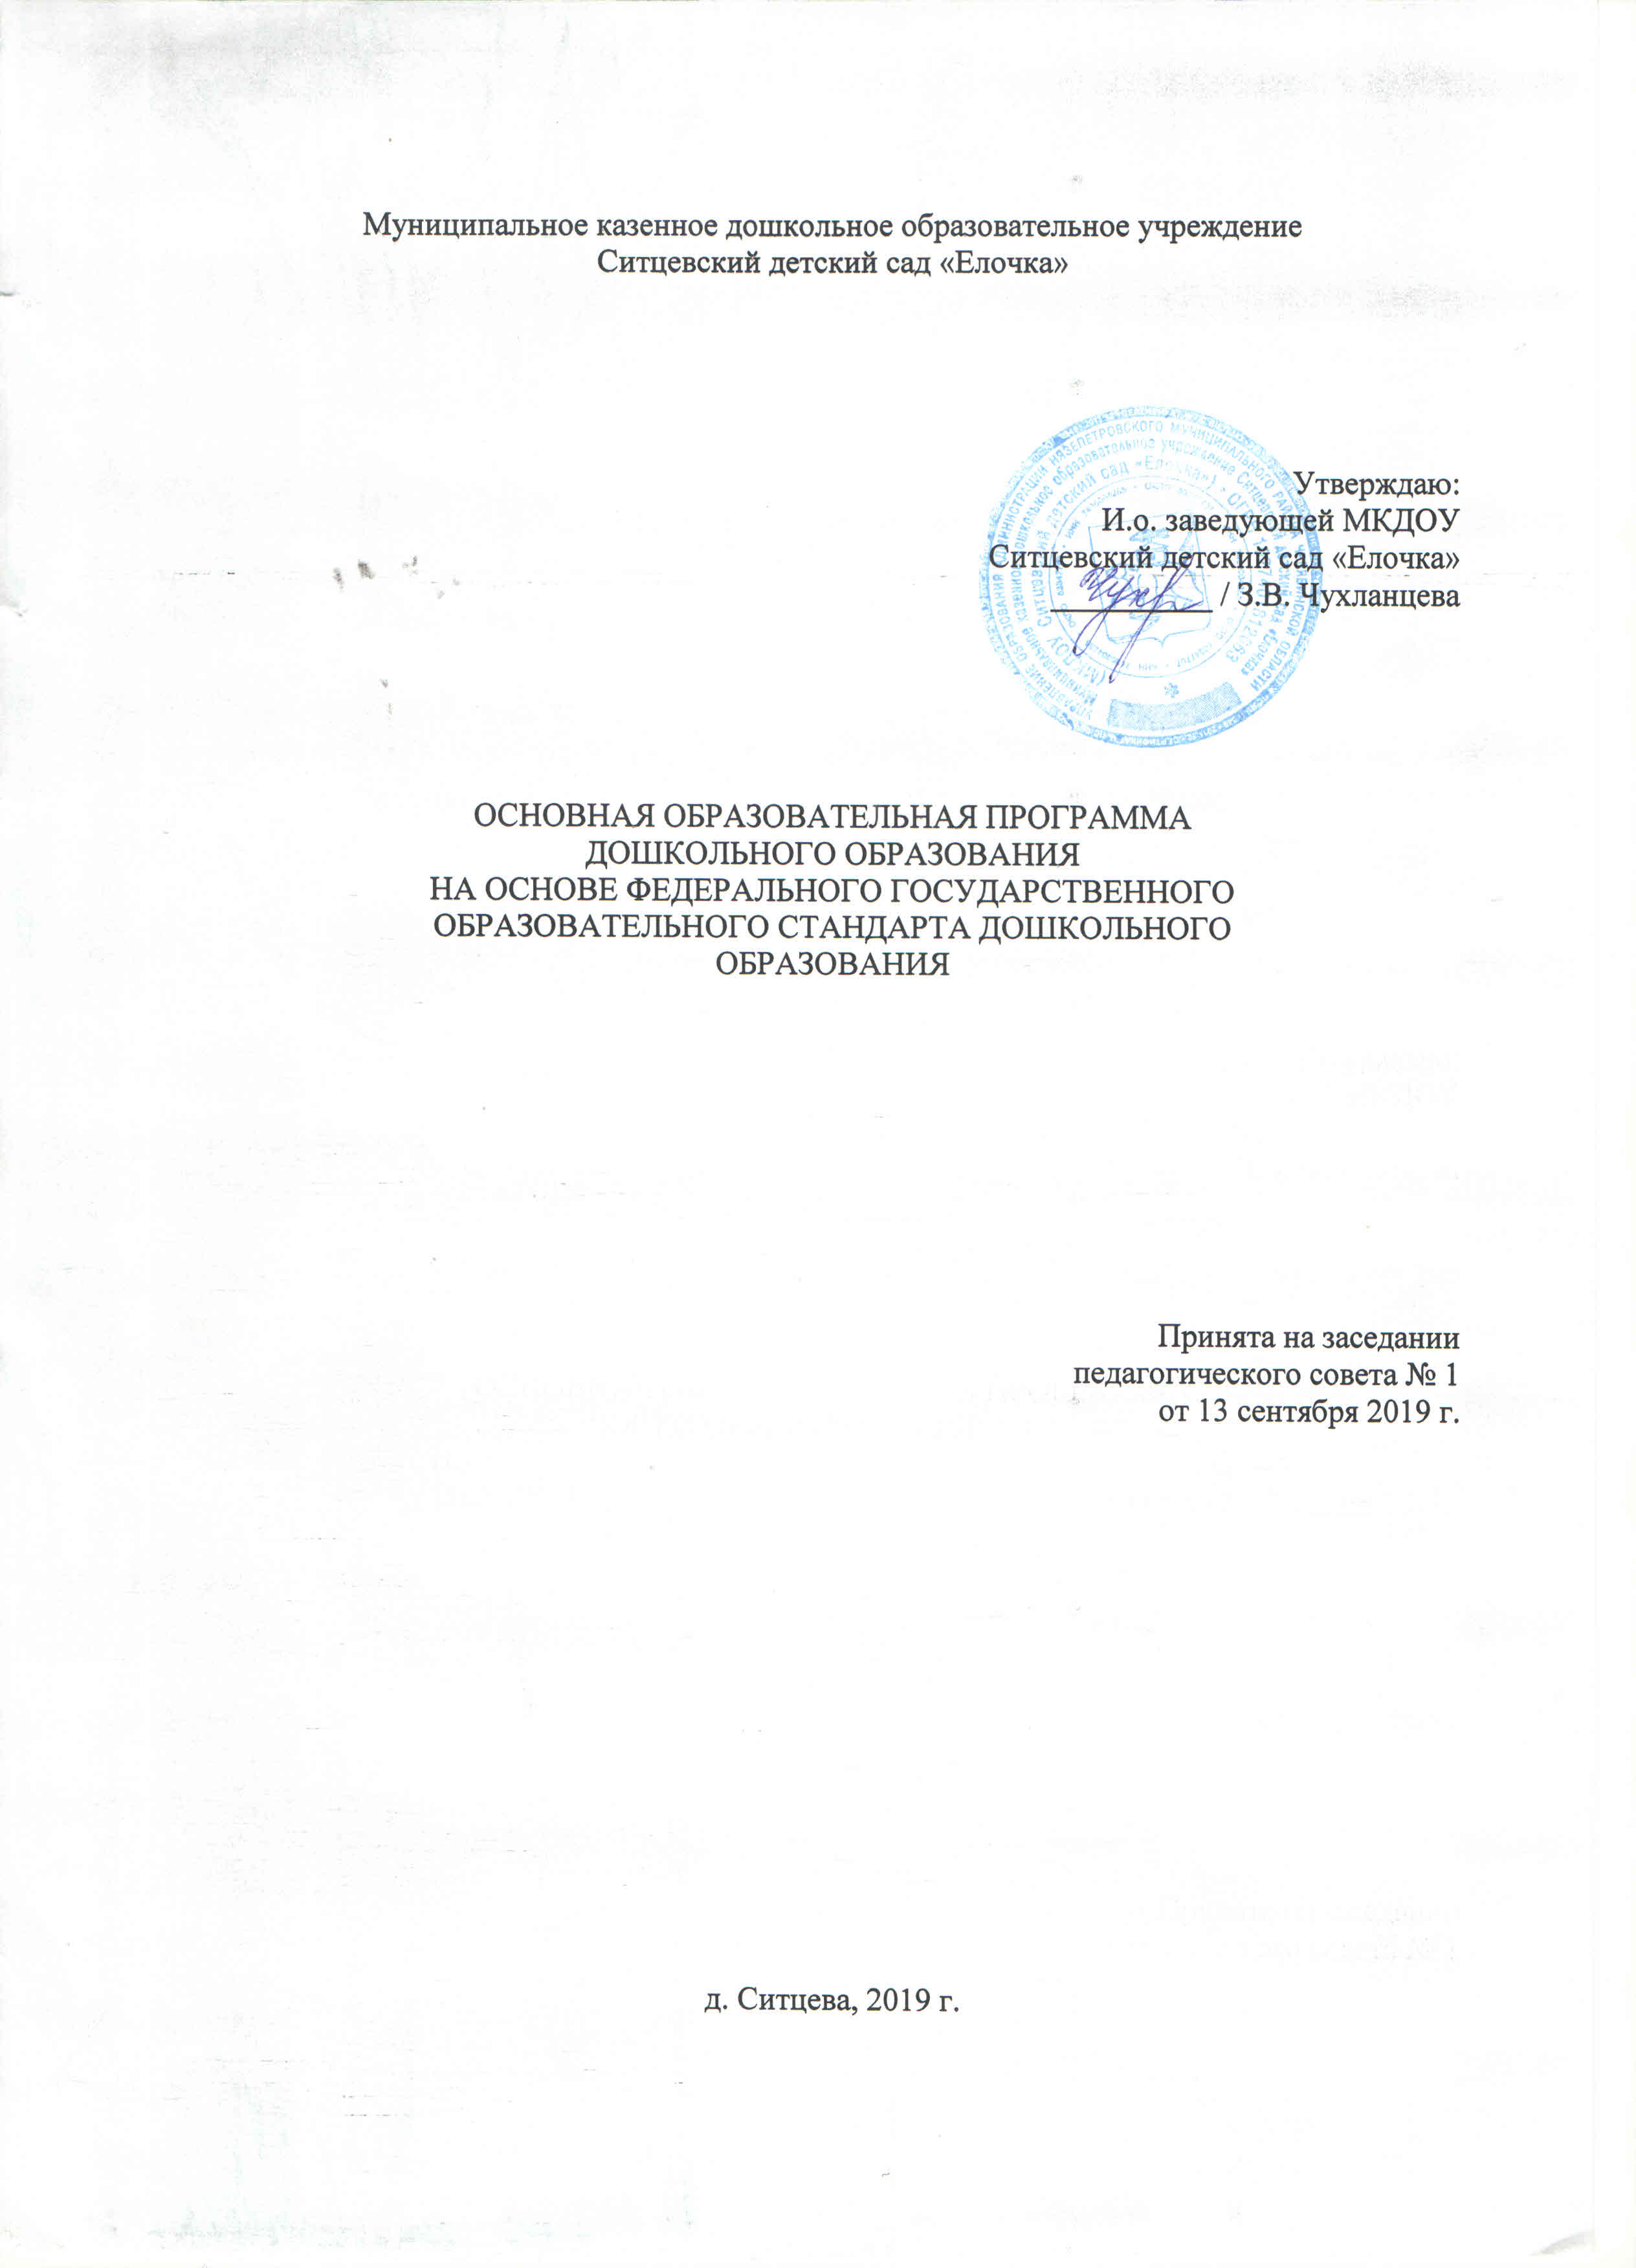 Муниципальное казенное дошкольное образовательное учреждение
Ситцевский детский сад «Елочка»
Утверждаю:
И.о. заведующей МКДОУ
Ситцевский детский сад «Елочка»
/ З.В. Чухланцева
ОСНОВНАЯ ОБРАЗОВАТЕЛЬНАЯ ПРОГРАММА
ДОШКОЛЬНОГО ОБРАЗОВАНИЯ
НА ОСНОВЕ ФЕДЕРАЛЬНОГО ГОСУДАРСТВЕННОГО
ОБРАЗОВАТЕЛЬНОГО СТАНДАРТА ДОШКОЛЬНОГО
ОБРАЗОВАНИЯ
Принята на заседании
педагогического совета № 1
от 13 сентября 2019 г.
д. Ситцева, 2019 г.